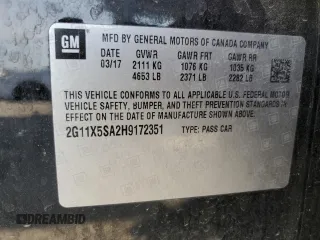 GM
MFD BY GENERAL MOTORS OF CANADA COMPANY
03/17 GVWR GAWR FRT GAWR RR
2111 KG 1076 KG 1035 KG
4653 LB 2371 LB 2282 LB
THIS VEHICLE CONFORMS TO ALL APPLICABLE U.S. FEDERAL MOTOR
VEHICLE SAFETY, BUMPER, AND THEFT PREVENTION STANDARDS
IN EFFECT ON THE DATE OF MANUFACTURE SHOWN ABOVE.
2G11X5SA2H9172351 TYPE: PASS CAR
DREAMBID